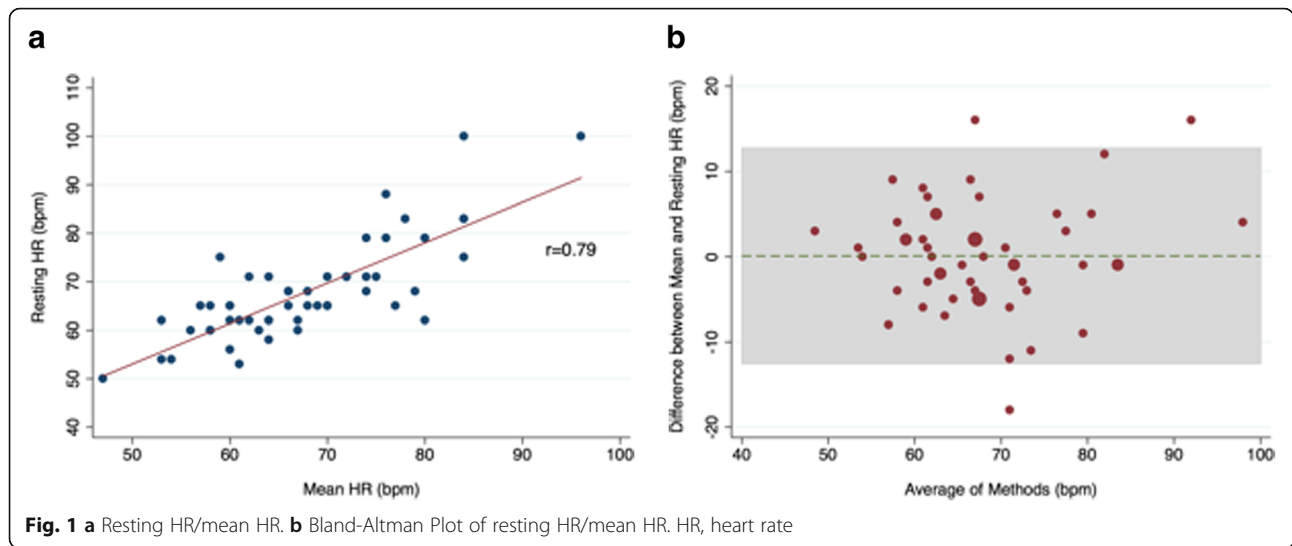 a
Resting HR (bpm)
110
100
90
80
70
60
50
40
r=0.79
50 60 70 80 90 100
Mean HR (bpm)
b
Difference between Mean and Resting HR (bpm)
20
10
0
-10
-20
40 50 60 70 80 90 100
Average of Methods (bpm)
Fig. 1 a Resting HR/mean HR. b Bland-Altman Plot of resting HR/mean HR. HR, heart rate